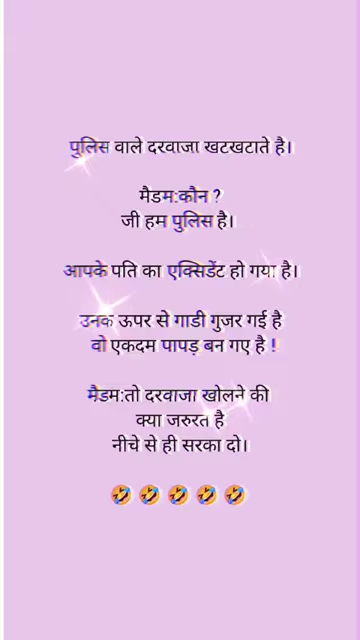 पुलिस वाले दरवाजा खटखटाते है।
मैडम:कौन ?
जी हम पुलिस है।
आपके पति का एक्सिडेंट हो गया है।
उनक ऊपर से गाडी गुजर गई है
वो एकदम पापड़ बन गए है !
मैडम:तो दरवाजा खोलने की
क्या जरुरत है
नीचे से ही सरका दो।
🤣 🤣 🤣 🤣 🤣